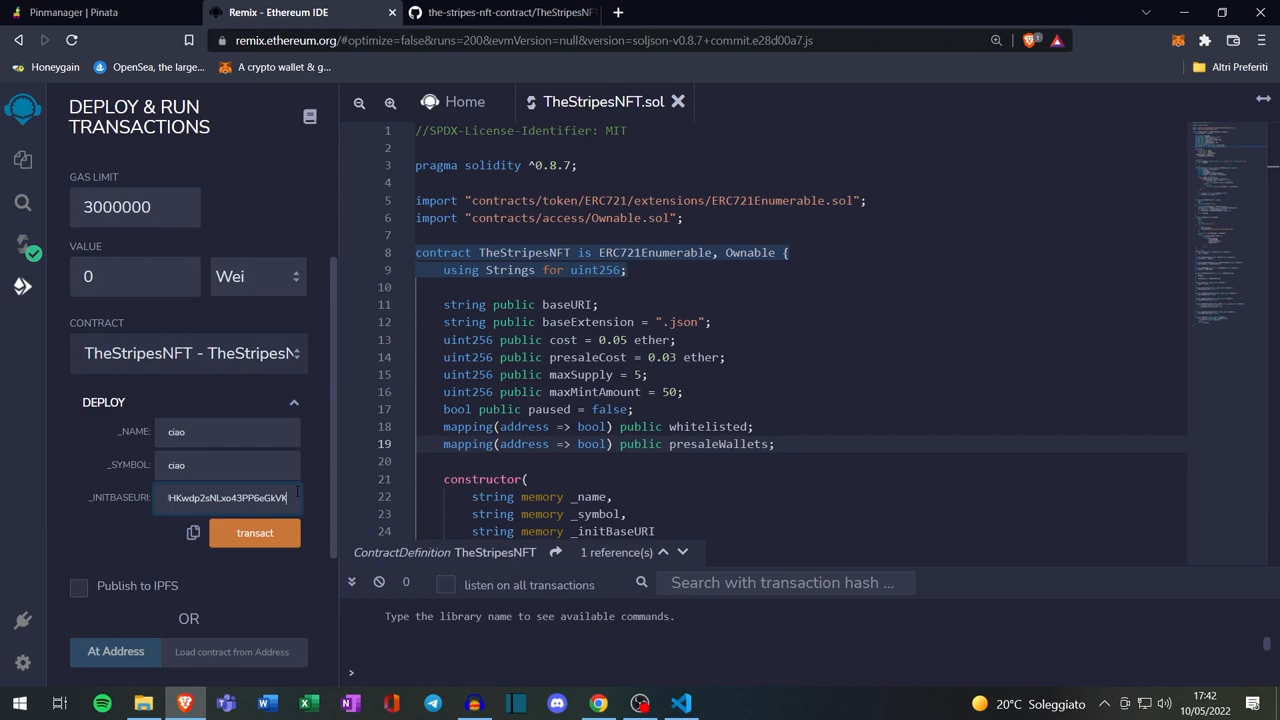 Pinmanager | Pinata
Remix - Ethereum IDE
the-stripes-nft-contract/TheStripesNF
remix.ethereum.org/#optimize=false&runs=200&evmVersion=null&version=soljson-v0.8.7+commit.e28d00a7.js
1
Honeygain
OpenSea, the large...
A crypto wallet & g...
Altri Preferiti
DEPLOY & RUN
TRANSACTIONS
GAS LIMIT
3000000
VALUE
0
Wei
CONTRACT
TheStripesNFT - TheStripesN
DEPLOY
_NAME:
ciao
_SYMBOL:
ciao
_INITBASEURI:
HKwdp2sNLxo43PP6eGkVK
transact
Publish to IPFS
OR
At Address
Load contract from Address
Home
TheStripesNFT.sol
1 //SPDX-License-Identifier: MIT
2
3 pragma solidity ^0.8.7;
4
5 import "contracts/token/ERC721/extensions/ERC721Enumerable.sol";
6 import "contracts/access/Ownable.sol";
7
8 contract TheStripesNFT is ERC721Enumerable, Ownable
9 using Strings for uint256;
10
11 string public baseURI;
12 string public baseExtension = ".json";
13 uint256 public cost = 0.05 ether;
14 uint256 public presaleCost = 0.03 ether;
15 uint256 public maxSupply = 5;
16 uint256 public maxMintAmount = 50;
17 bool public paused = false;
18 mapping(address => bool) public whitelisted;
19 mapping(address => bool) public presaleWallets;
20
21 constructor(
22 string memory _name,
23 string memory _symbol,
24 string memory _initBaseURI
ContractDefinition TheStripesNFT
1 reference(s)
0
listen on all transactions
Search with transaction hash ...
Type the library name to see available commands.
>
20°C Soleggiato
17:42
10/05/2022